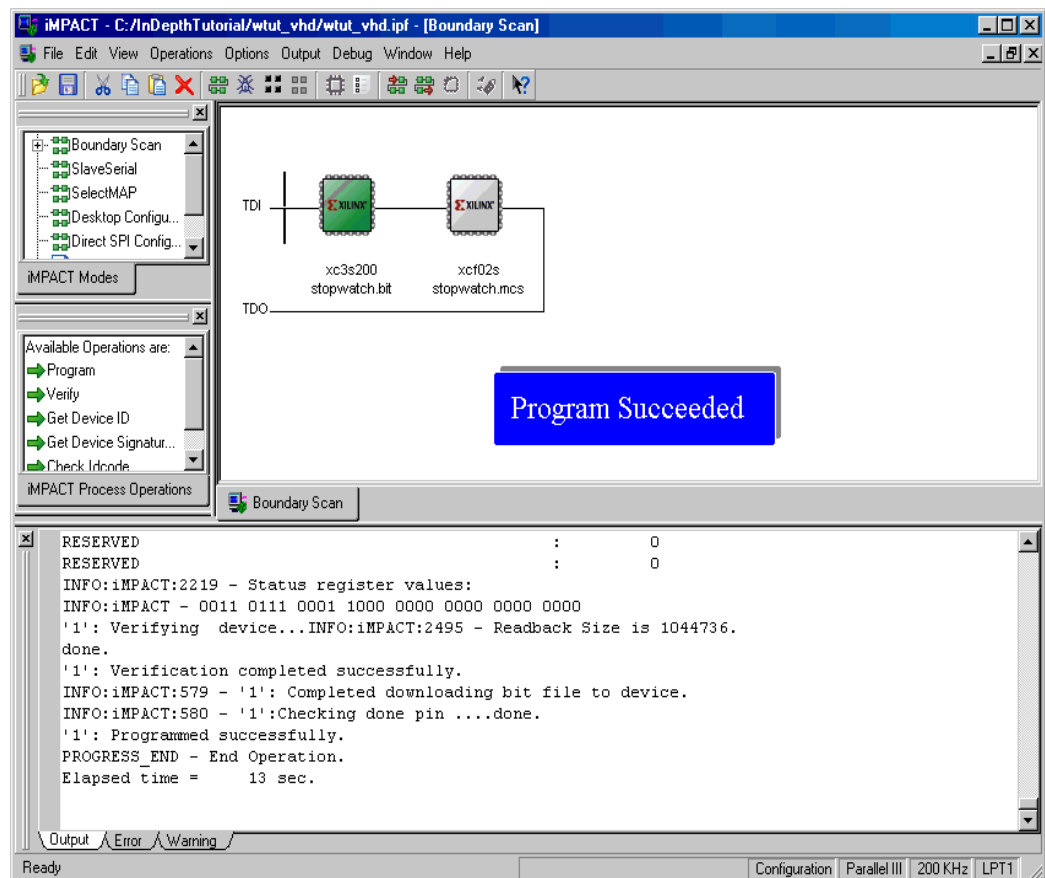 iMPACT - C:/InDepthTutorial/wtut_vhd/wtut_vhd.ipf - [Boundary Scan]
File Edit View Operations Options Output Debug Window Help
Boundary Scan
SlaveSerial
SelectMAP
Desktop Configu...
Direct SPI Config...
iMPACT Modes
Available Operations are:
Program
Verify
Get Device ID
Get Device Signatur...
Check Idcode
iMPACT Process Operations
TDI
XILINX
XILINX
xc3s200
stopwatch.bit
xcf02s
stopwatch.mcs
TDO
Program Succeeded
Boundary Scan
RESERVED : 0
RESERVED : 0
INFO:iMPACT:2219 - Status register values:
INFO:iMPACT - 0011 0111 0001 1000 0000 0000 0000 0000
'1': Verifying device...INFO:iMPACT:2495 - Readback Size is 1044736.
done.
'1': Verification completed successfully.
INFO:iMPACT:579 - '1': Completed downloading bit file to device.
INFO:iMPACT:580 - '1':Checking done pin ....done.
'1': Programmed successfully.
PROGRESS_END - End Operation.
Elapsed time = 13 sec.
Output Error Warning
Ready
Configuration Parallel III 200 KHz LPT1